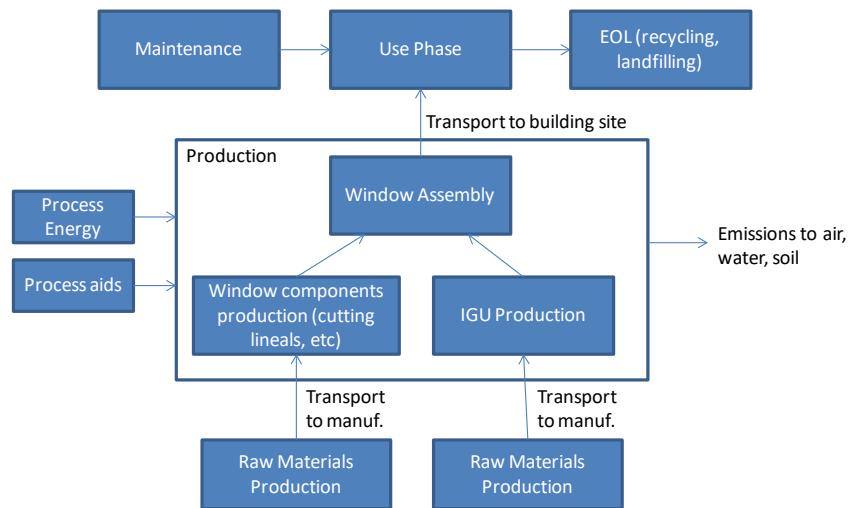 Maintenance
Use Phase
EOL (recycling,
landfilling)
Transport to building site
Production
Window Assembly
Process
Energy
Process aids
Emissions to air,
water, soil
Window components
production (cutting
lineals, etc)
IGU Production
Transport
to manuf.
Transport
to manuf.
Raw Materials
Production
Raw Materials
Production